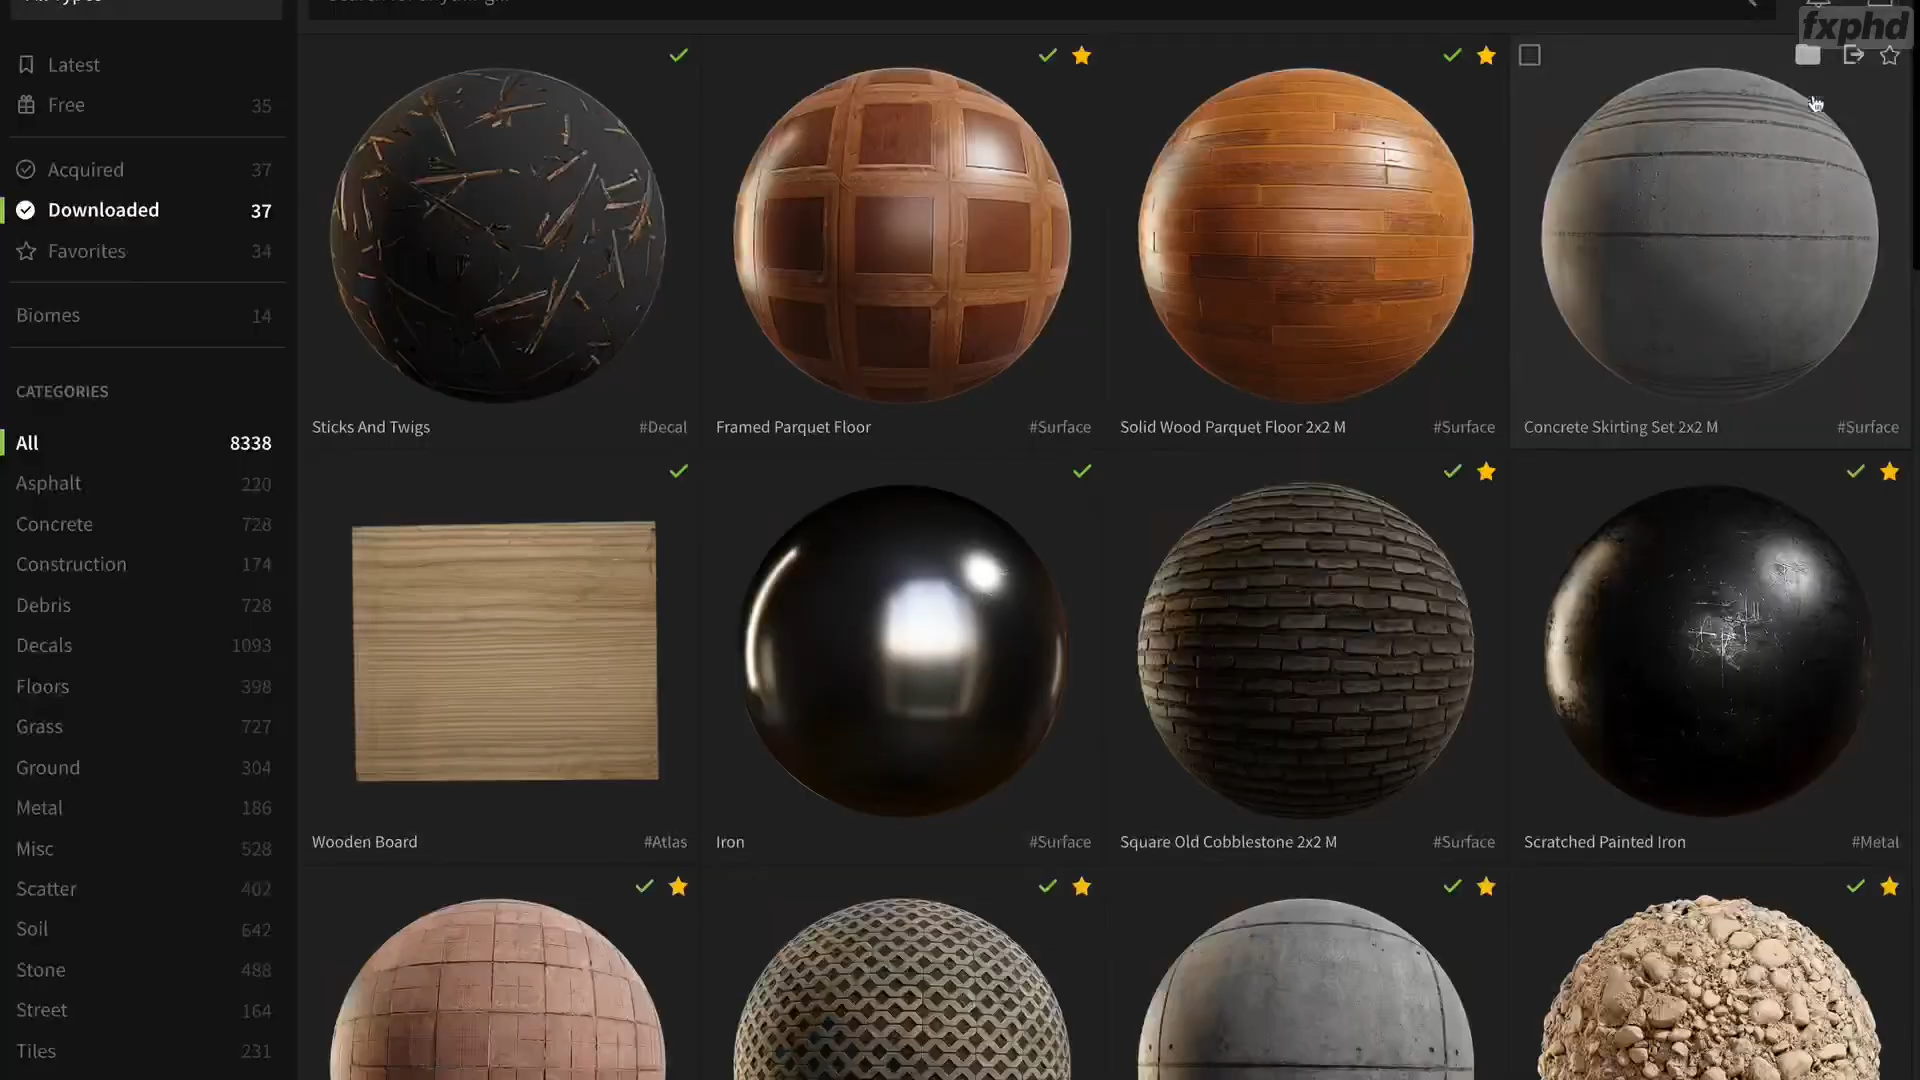 fxphd
Latest
Free 35
Acquired 37
Downloaded 37
Favorites 34
Biomes 14
CATEGORIES
All 8338
Asphalt 220
Concrete 728
Construction 174
Debris 728
Decals 1093
Floors 398
Grass 727
Ground 304
Metal 186
Misc 528
Scatter 402
Soil 642
Stone 488
Street 164
Tiles 231
Sticks And Twigs #Decal
Framed Parquet Floor #Surface
Solid Wood Parquet Floor 2x2 M #Surface
Concrete Skirting Set 2x2 M #Surface
Wooden Board #Atlas
Iron #Surface
Square Old Cobblestone 2x2 M #Surface
Scratched Painted Iron #Metal